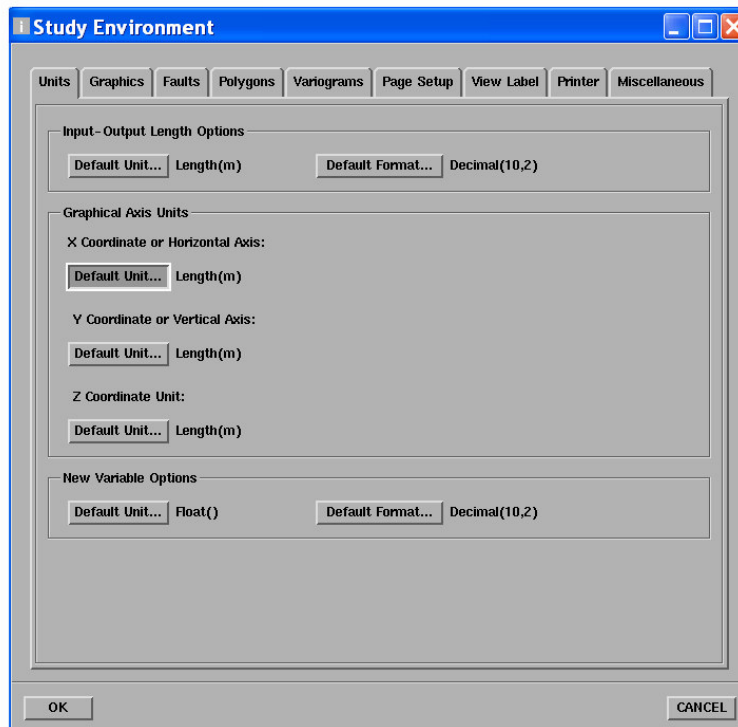 Study Environment
Units Graphics Faults Polygons Variograms Page Setup View Label Printer Miscellaneous
Input-Output Length Options
Default Unit... Length(m) Default Format... Decimal(10,2)
Graphical Axis Units
X Coordinate or Horizontal Axis:
Default Unit... Length(m)
Y Coordinate or Vertical Axis:
Default Unit... Length(m)
Z Coordinate Unit:
Default Unit... Length(m)
New Variable Options
Default Unit... Float() Default Format... Decimal(10,2)
OK CANCEL